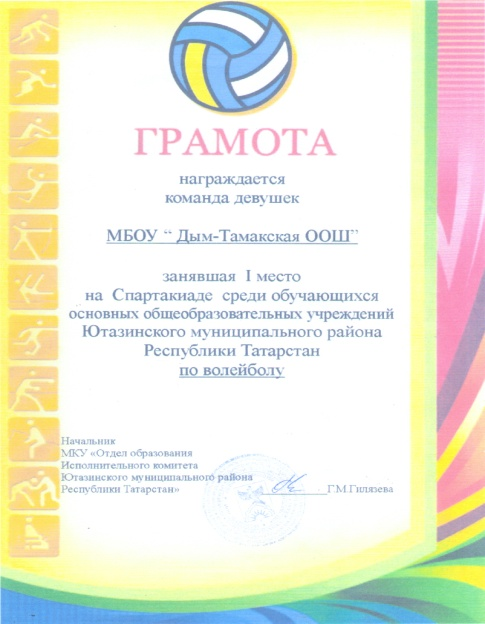 ГРАМОТА
награждается
команда девушек
МБОУ “ Дым-Тамакская ООШ”
занявшая I место
на Спартакиаде среди обучающихся
основных общеобразовательных учреждений
Ютазинского муниципального района
Республики Татарстан
по волейболу
Начальник
МКУ «Отдел образования
Исполнительного комитета
Ютазинского муниципального района
Республики Татарстан» Г.М.Гилязева